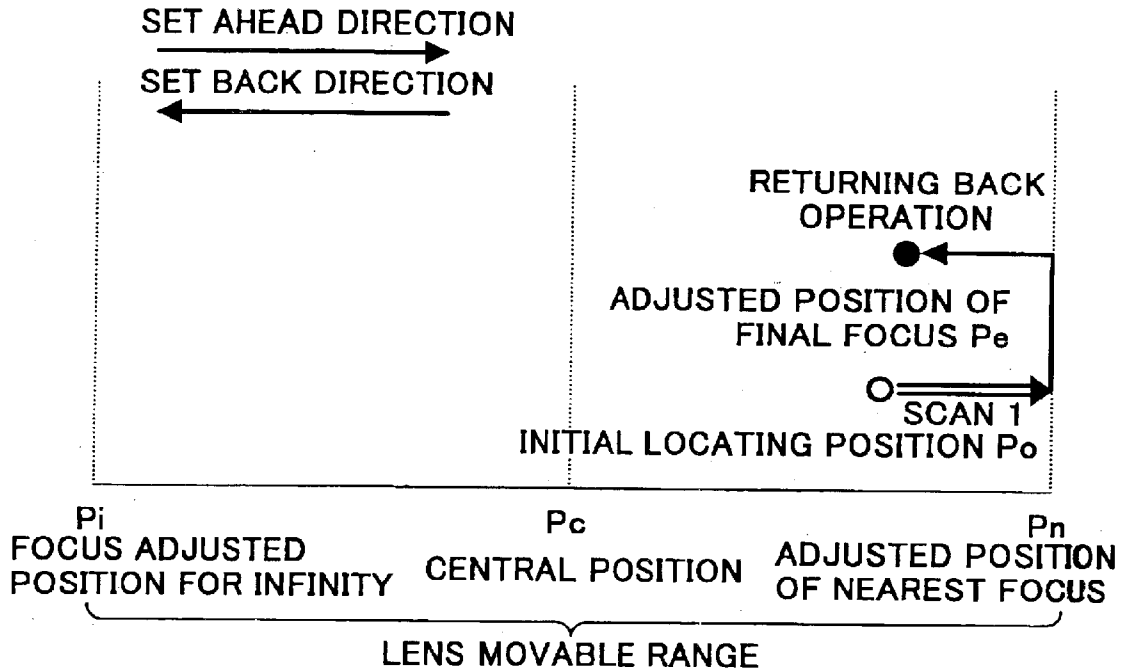 SET AHEAD DIRECTION
SET BACK DIRECTION
RETURNING BACK
OPERATION
ADJUSTED POSITION OF
FINAL FOCUS Pe
SCAN 1
INITIAL LOCATING POSITION Po
Pi
FOCUS ADJUSTED
POSITION FOR INFINITY
Pc
CENTRAL POSITION
Pn
ADJUSTED POSITION
OF NEAREST FOCUS
LENS MOVABLE RANGE